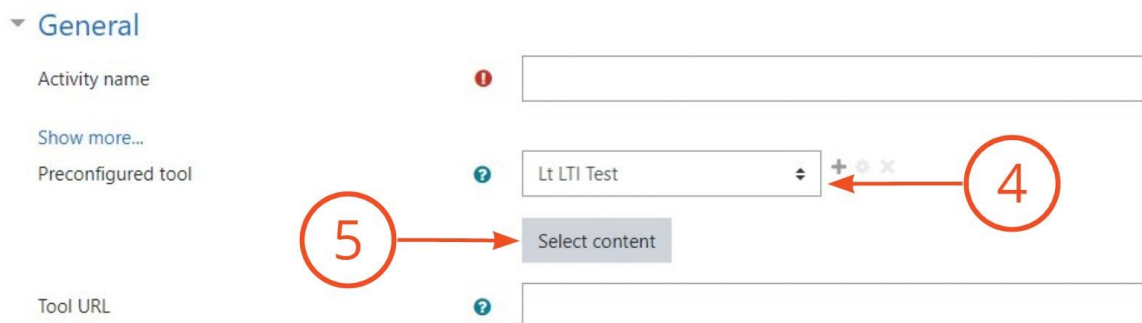 General
Activity name
Show more...
Preconfigured tool
Lt LTI Test
4
5
Select content
Tool URL